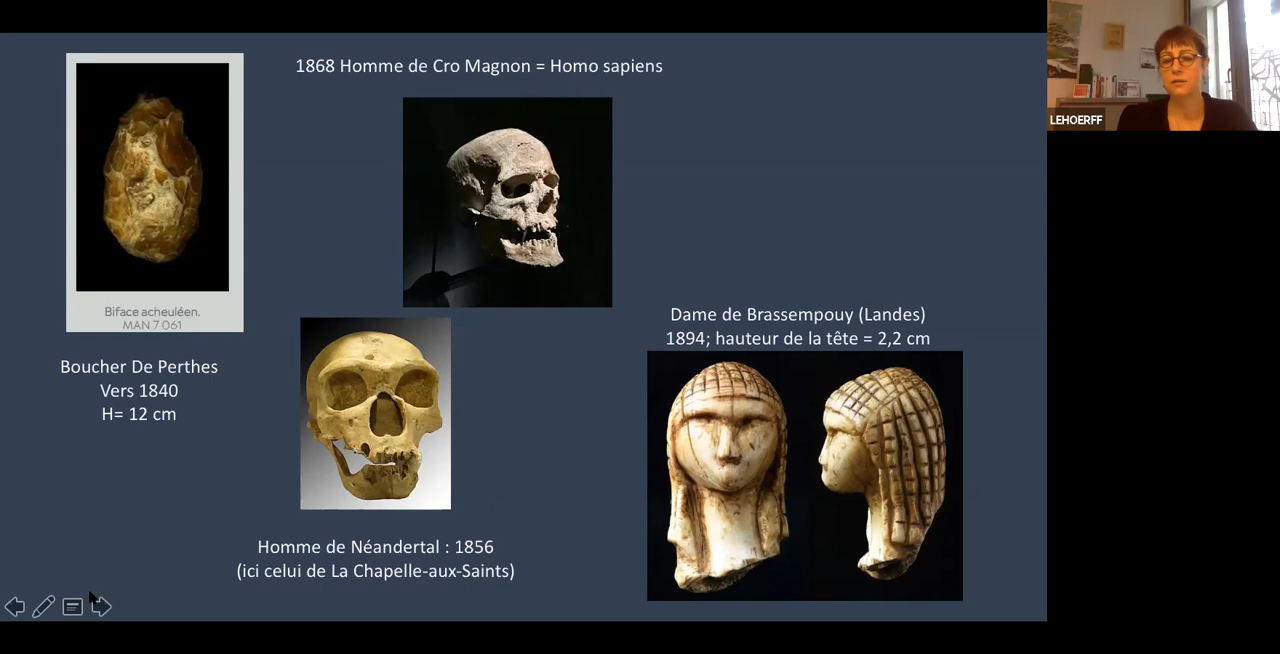 1868 Homme de Cro Magnon = Homo sapiens
LEHOERFF
Biface acheuléen.
MAN 7 061
Boucher De Perthes
Vers 1840
H= 12 cm
Dame de Brassempouy (Landes)
1894; hauteur de la tête = 2,2 cm
Homme de Néandertal : 1856
(ici celui de La Chapelle-aux-Saints)